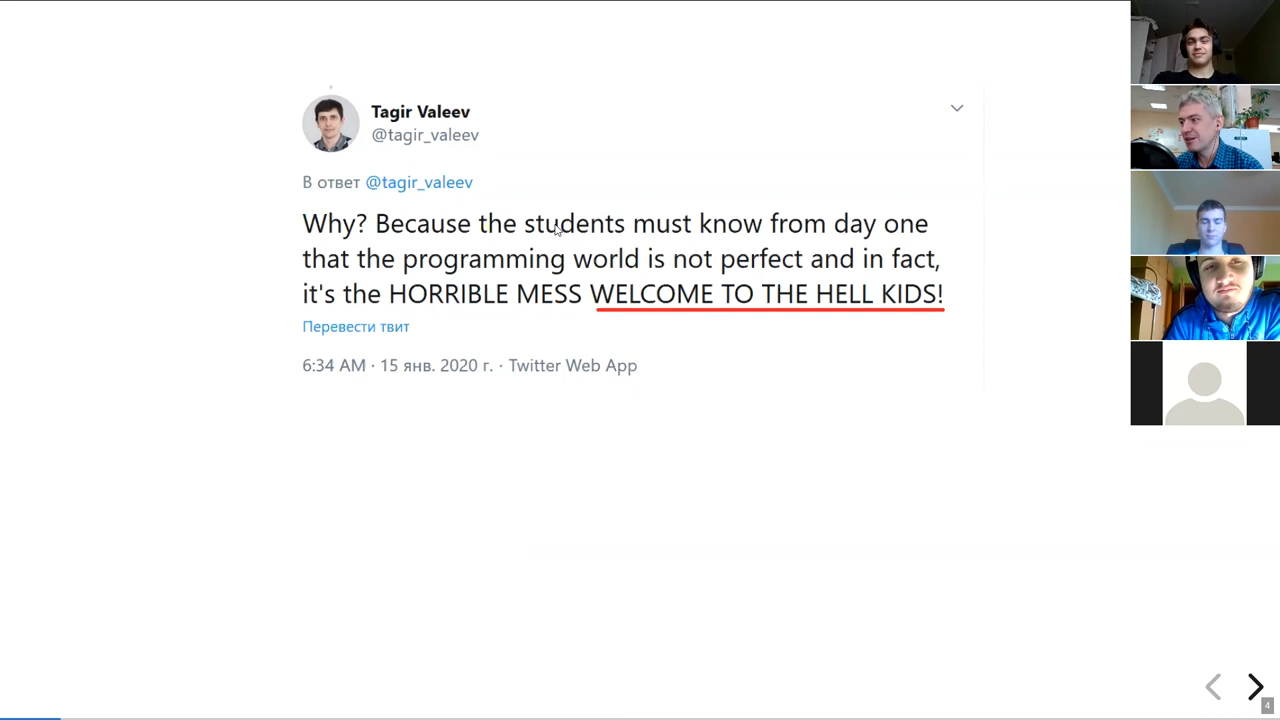 Tagir Valeev
@tagir_valeev
В ответ @tagir_valeev
Why? Because the students must know from day one
that the programming world is not perfect and in fact,
it's the HORRIBLE MESS WELCOME TO THE HELL KIDS!
Перевести твит
6:34 AM · 15 янв. 2020 г. · Twitter Web App
4